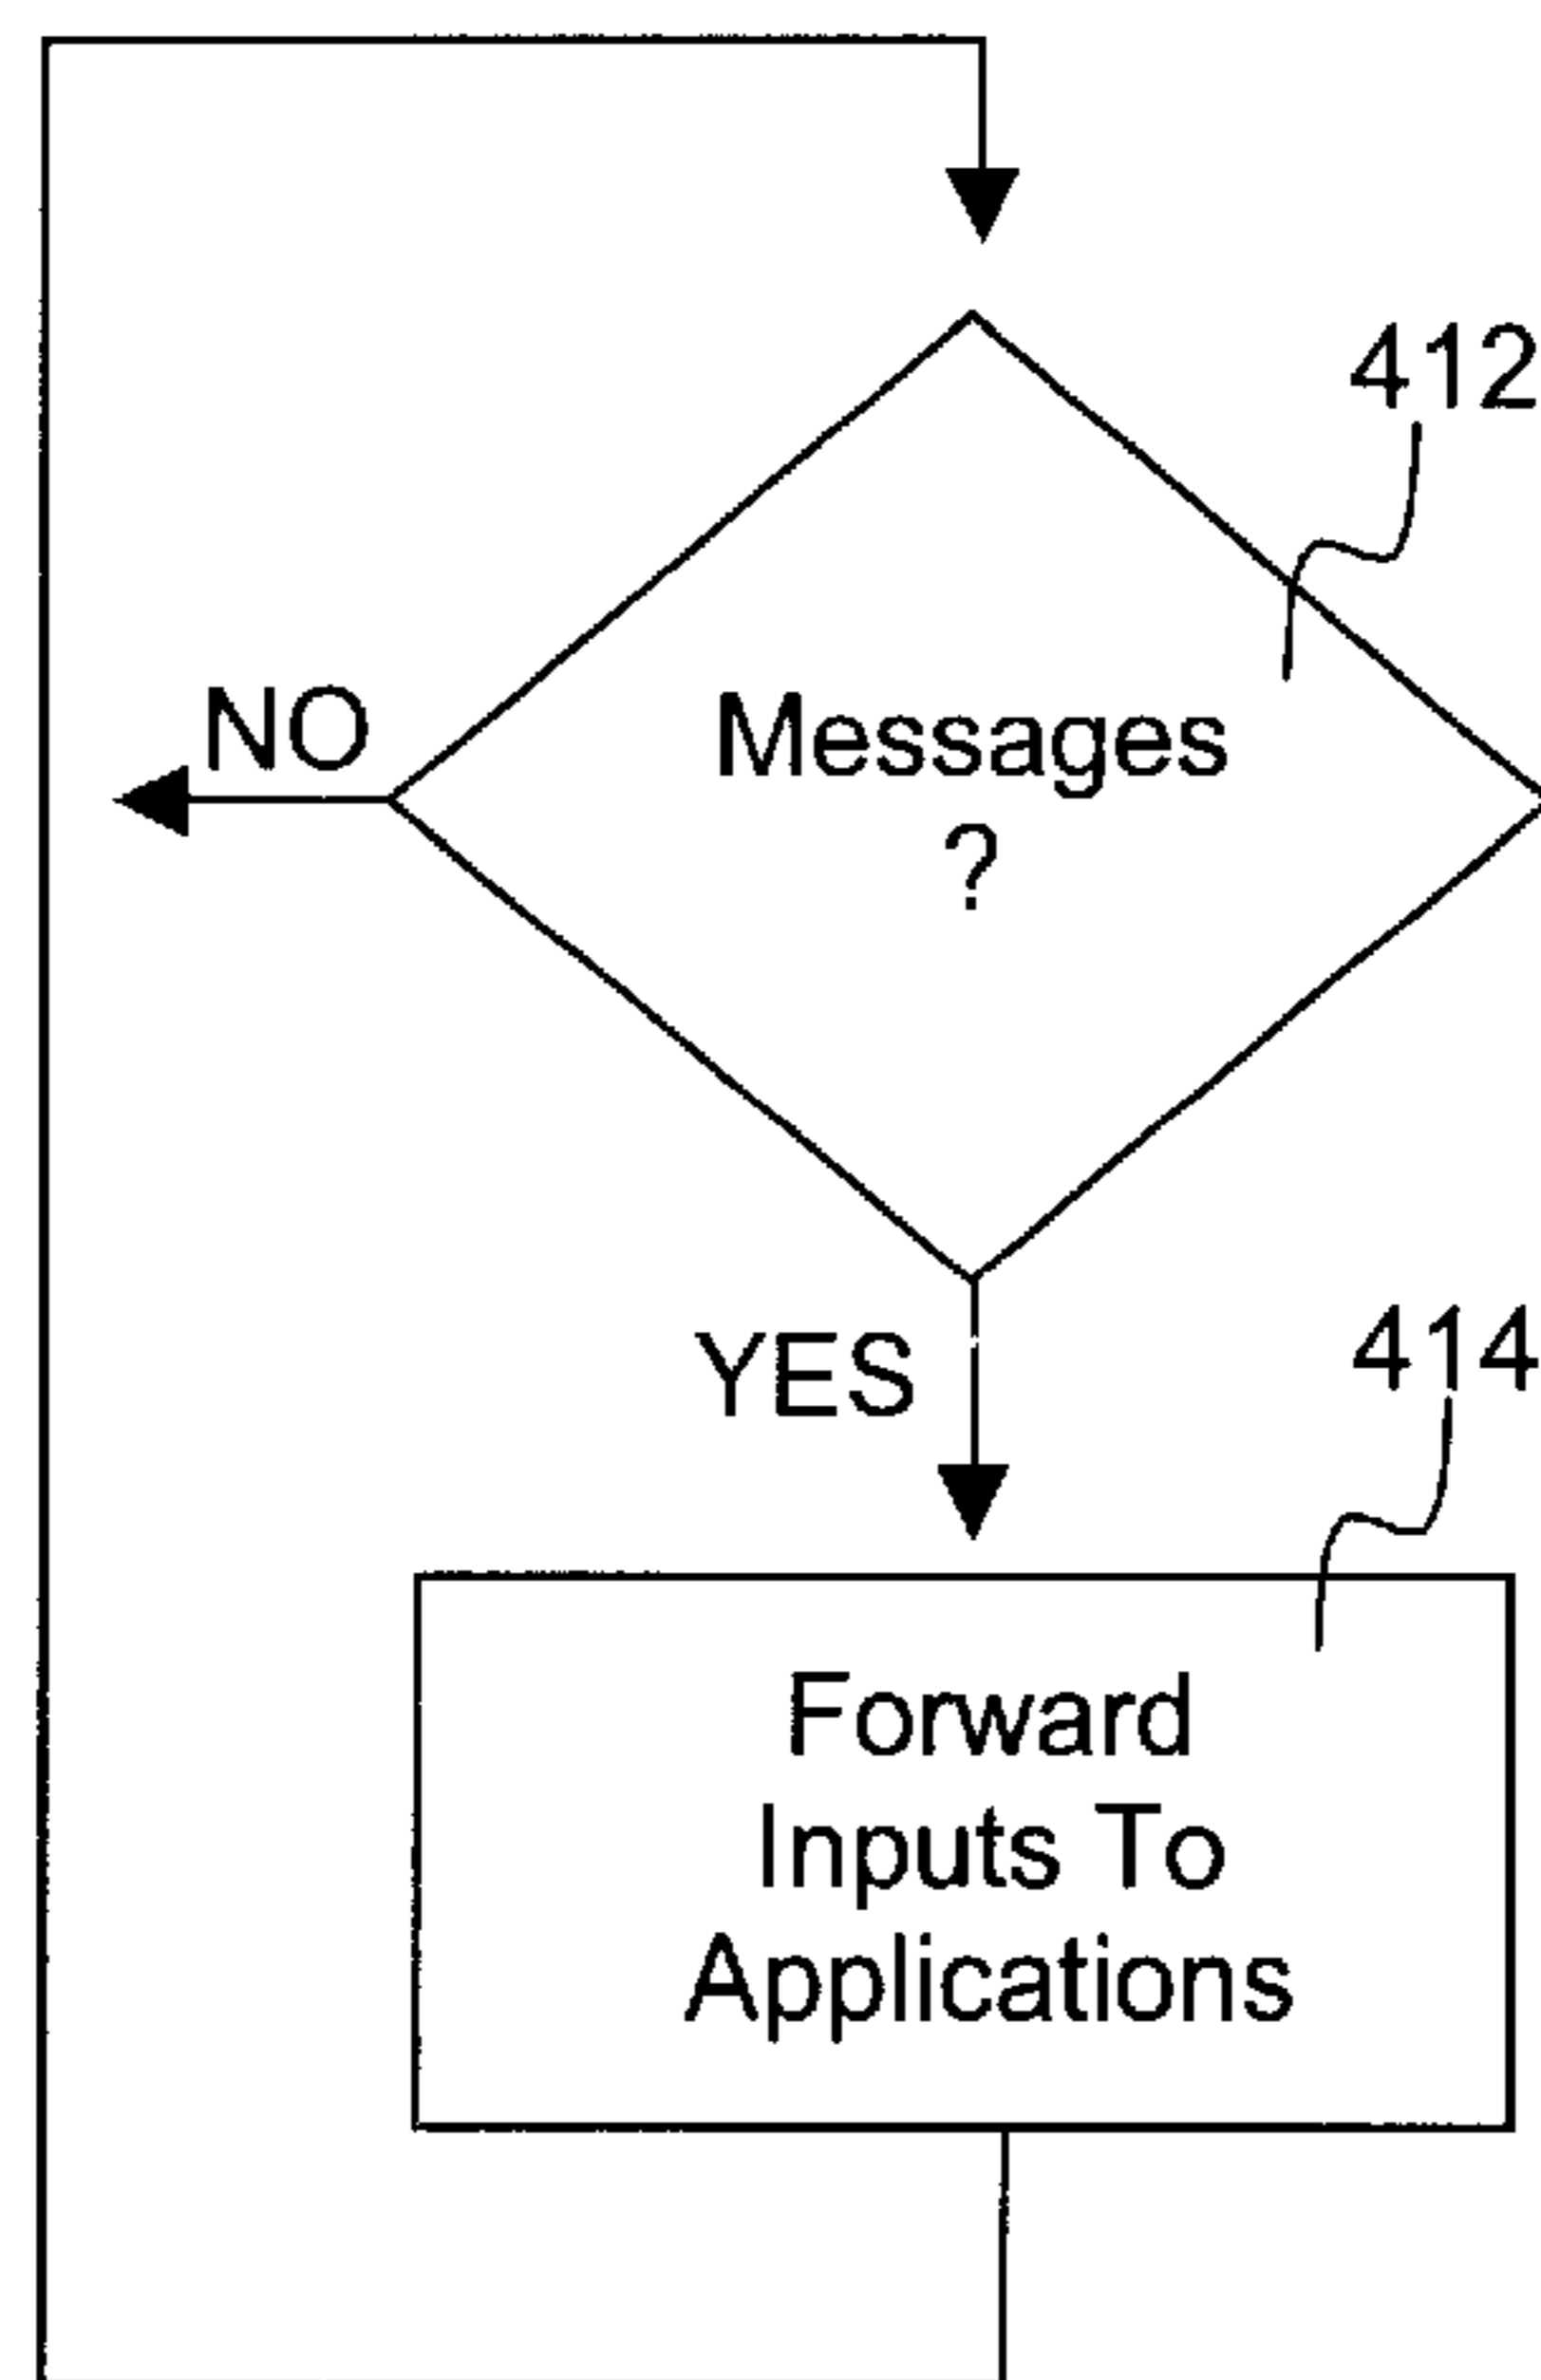 412
NO
Messages
?
YES
414
Forward
Inputs To
Applications